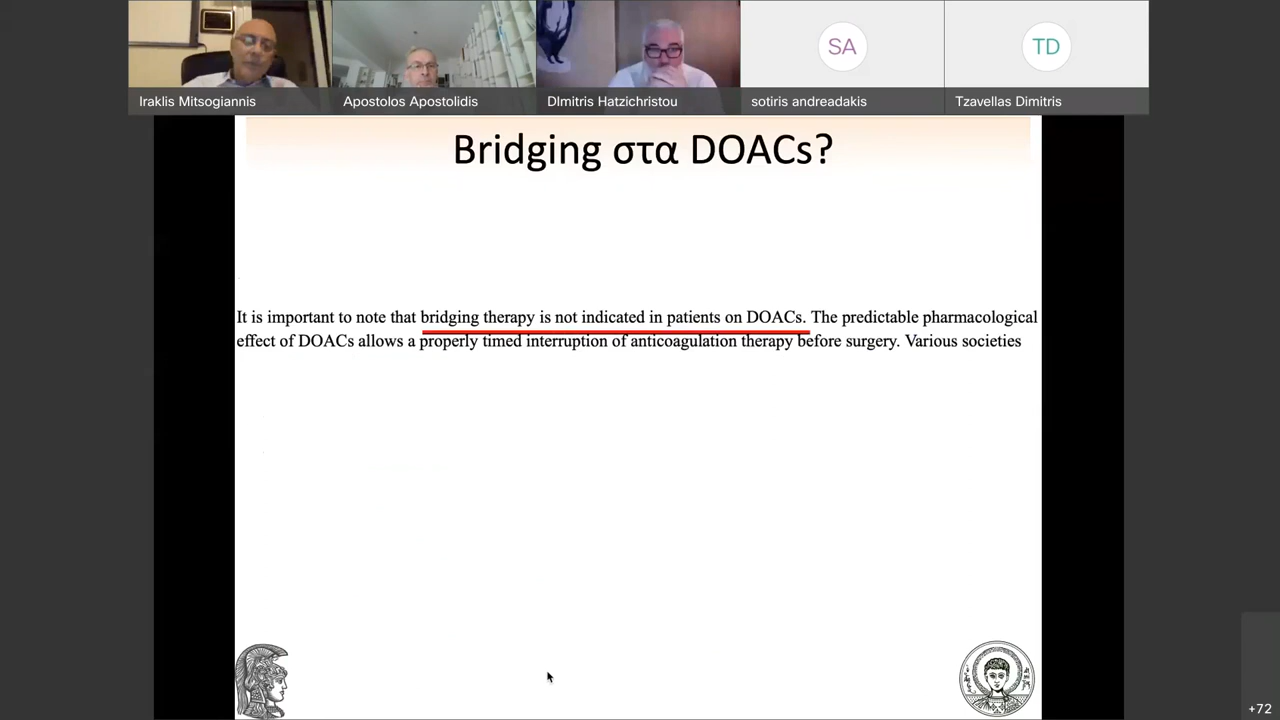 Iraklis Mitsogiannis
Apostolos Apostolidis
DImitris Hatzichristou
SA
sotiris andreadakis
TD
Tzavellas Dimitris
Bridging στα DOACs?
It is important to note that bridging therapy is not indicated in patients on DOACs. The predictable pharmacological
effect of DOACs allows a properly timed interruption of anticoagulation therapy before surgery. Various societies
+72